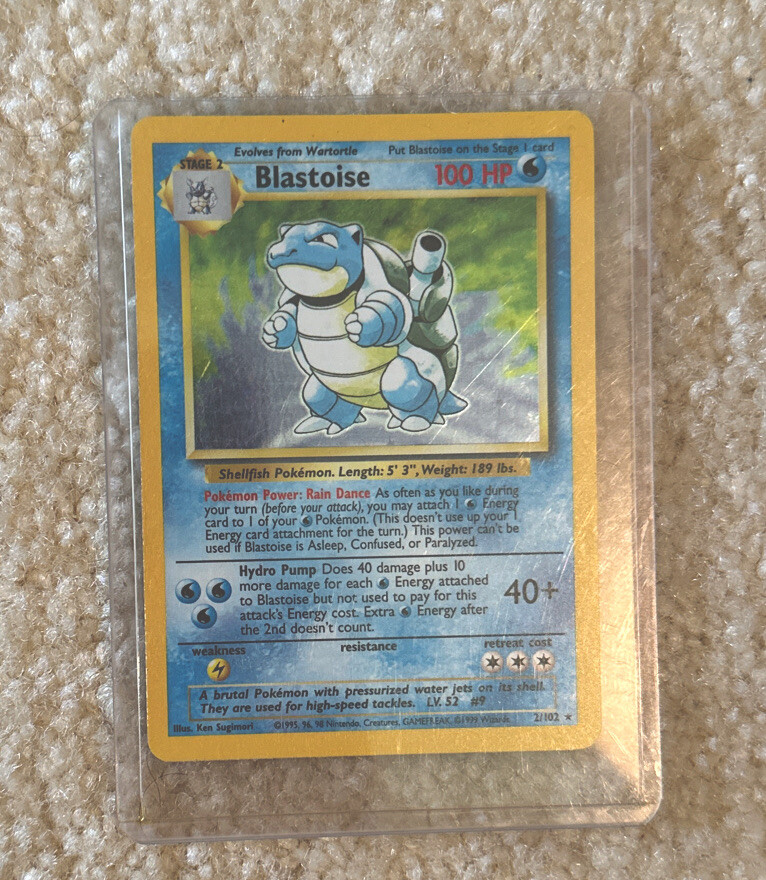 Evolves from Wartortle Put Blastoise on the Stage 1 card
STAGE 2
Blastoise 100 HP
Shellfish Pokémon. Length: 5' 3", Weight: 189 lbs.
Pokémon Power: Rain Dance As often as you like during
your turn (before your attack), you may attach 1 Energy
card to 1 of your Pokémon. (This doesn't use up your 1
Energy card attachment for the turn.) This power can't be
used if Blastoise is Asleep, Confused, or Paralyzed.
Hydro Pump Does 40 damage plus 10
more damage for each Energy attached
to Blastoise but not used to pay for this
attack's Energy cost. Extra Energy after
the 2nd doesn't count.
40+
weakness resistance retreat cost
A brutal Pokémon with pressurized water jets on its shell.
They are used for high-speed tackles. LV. 52 #9
Illus. Ken Sugimori ©1995, 96, 98 Nintendo, Creatures, GAMEFREAK. ©1999 Wizards. 2/102 ★